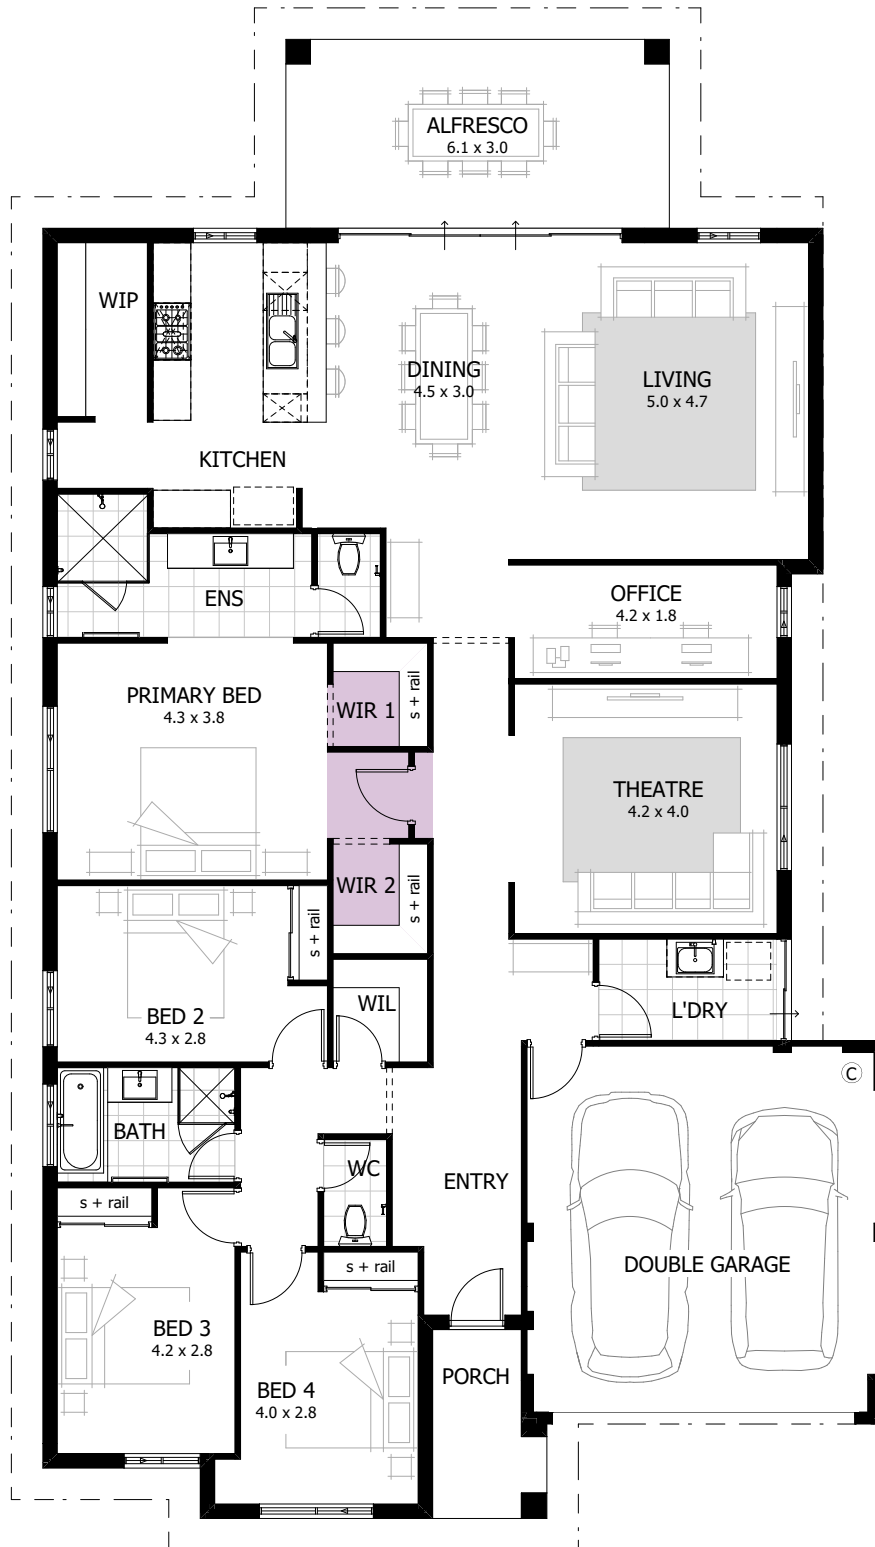 ALFRESCO
6.1 x 3.0
WIP
DINING
4.5 x 3.0
LIVING
5.0 x 4.7
KITCHEN
ENS
OFFICE
4.2 x 1.8
PRIMARY BED
4.3 x 3.8
WIR 1
s + rail
THEATRE
4.2 x 4.0
WIR 2
s + rail
s + rail
BED 2
4.3 x 2.8
WIL
L'DRY
C
BATH
WC
ENTRY
s + rail
DOUBLE GARAGE
s + rail
BED 3
4.2 x 2.8
BED 4
4.0 x 2.8
PORCH